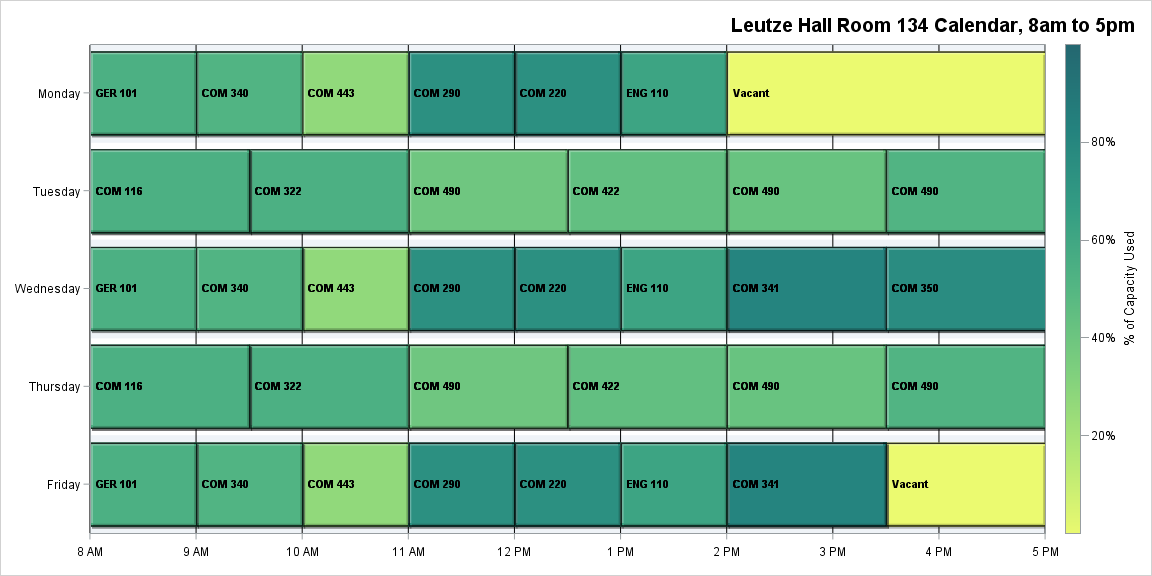 Leutze Hall Room 134 Calendar, 8am to 5pm
Monday GER 101 COM 340 COM 443 COM 290 COM 220 ENG 110 Vacant
80%
Tuesday COM 116 COM 322 COM 490 COM 422 COM 490 COM 490
60%
% of Capacity Used
Wednesday GER 101 COM 340 COM 443 COM 290 COM 220 ENG 110 COM 341 COM 350
40%
Thursday COM 116 COM 322 COM 490 COM 422 COM 490 COM 490
20%
Friday GER 101 COM 340 COM 443 COM 290 COM 220 ENG 110 COM 341 Vacant
8 AM 9 AM 10 AM 11 AM 12 PM 1 PM 2 PM 3 PM 4 PM 5 PM